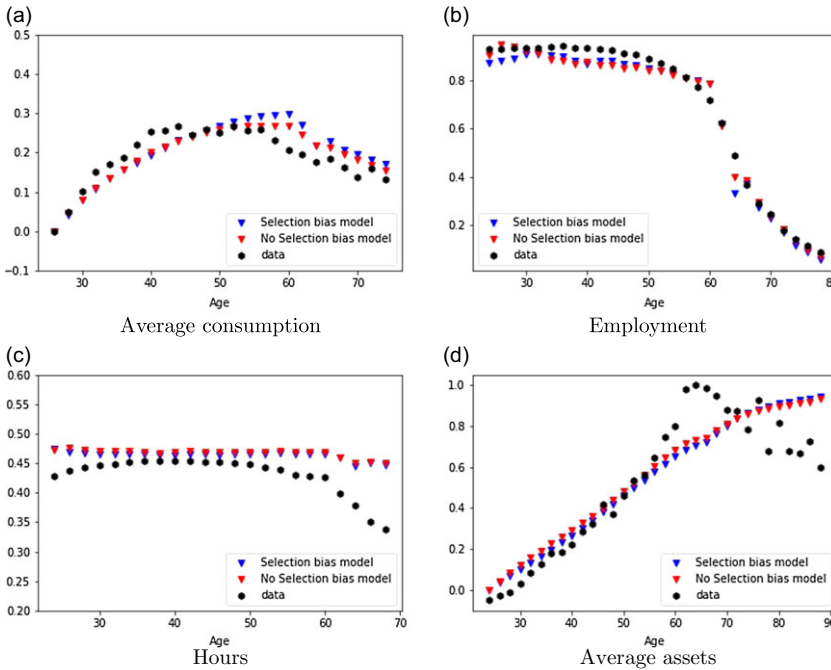 (a)
0.5
0.4
0.3
0.2
0.1
0.0
−0.1
30 40 50 60 70
Age
Selection bias model
No Selection bias model
data
Average consumption
(b)
0.8
0.6
0.4
0.2
30 40 50 60 70
Age
Selection bias model
No Selection bias model
data
Employment
(c)
0.60
0.55
0.50
0.45
0.40
0.35
0.30
0.25
0.20
30 40 50 60 70
Age
Selection bias model
No Selection bias model
data
Hours
(d)
1.0
0.8
0.6
0.4
0.2
0.0
30 40 50 60 70 80 90
Age
Selection bias model
No Selection bias model
data
Average assets